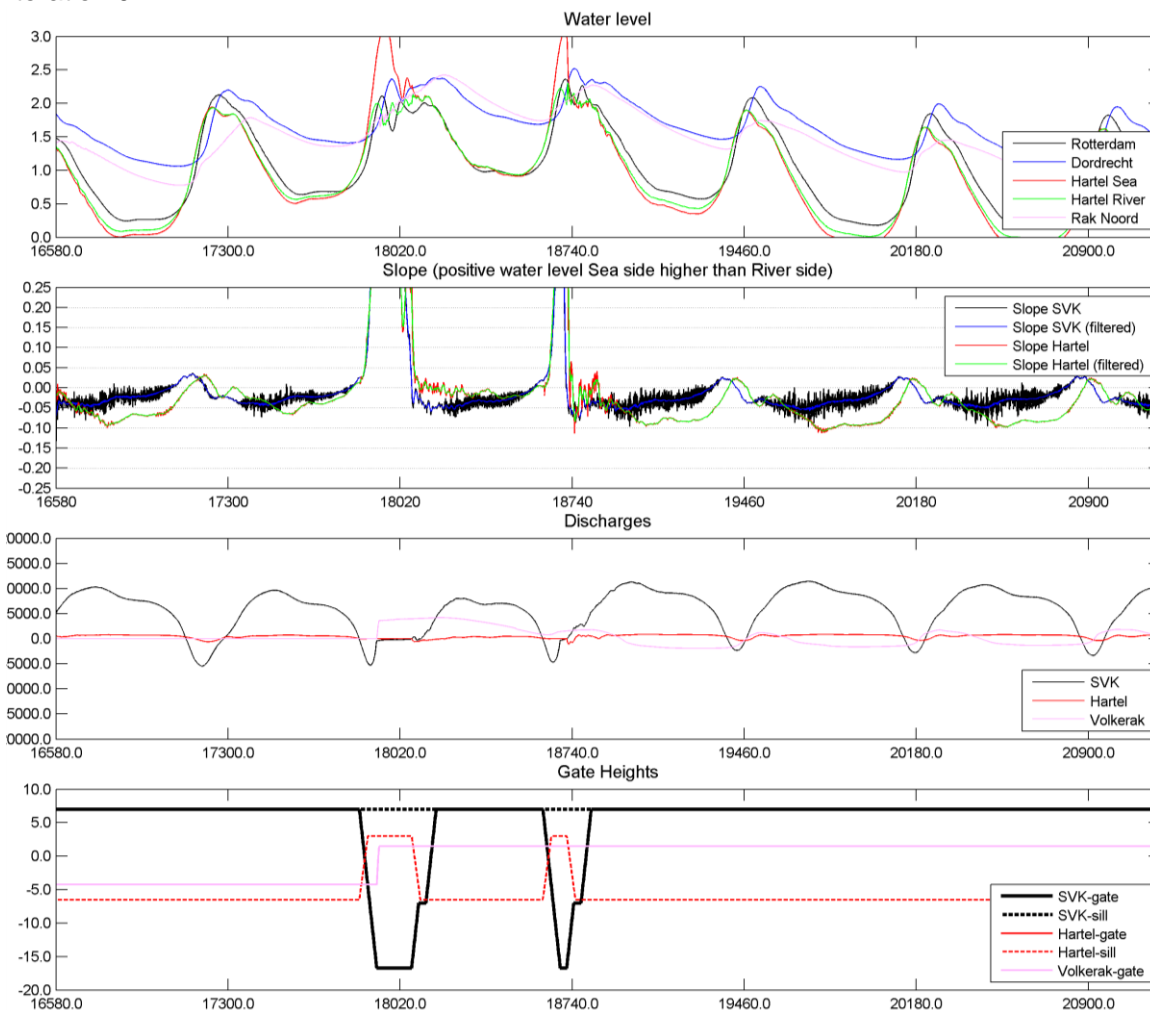 Water level
3.0
2.5
2.0
1.5
1.0
0.5
0.0
Rotterdam
Dordrecht
Hartel Sea
Hartel River
Rak Noord
16580.0 17300.0 18020.0 18740.0 19460.0 20180.0 20900.0
Slope (positive water level Sea side higher than River side)
0.25
0.20
0.15
0.10
0.05
0.00
-0.05
-0.10
-0.15
-0.20
-0.25
Slope SVK
Slope SVK (filtered)
Slope Hartel
Slope Hartel (filtered)
16580 17300 18020 18740 19460 20180 20900
Discharges
0000.0
5000.0
0000.0
5000.0
0.0
5000.0
0000.0
5000.0
0000.0
SVK
Hartel
Volkerak
16580.0 17300.0 18020.0 18740.0 19460.0 20180.0 20900.0
Gate Heights
10.0
5.0
0.0
-5.0
-10.0
-15.0
-20.0
SVK-gate
SVK-sill
Hartel-gate
Hartel-sill
Volkerak-gate
16580.0 17300.0 18020.0 18740.0 19460.0 20180.0 20900.0